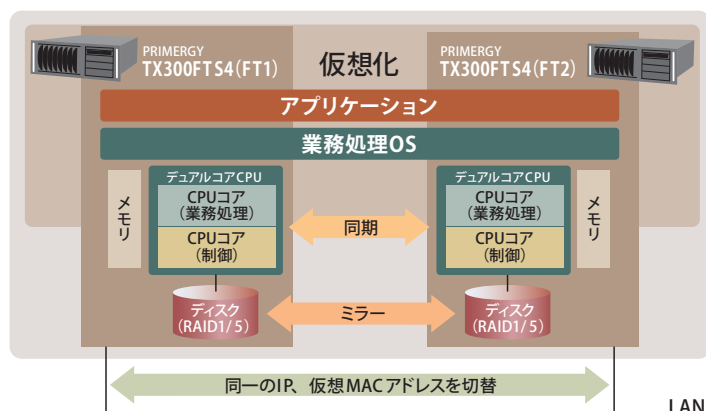 PRIMERGY
TX300FTS4(FT1)
仮想化
PRIMERGY
TX300FTS4(FT2)
アプリケーション
業務処理OS
メモリ
デュアルコアCPU
CPUコア
(業務処理)
CPUコア
(制御)
同期
デュアルコアCPU
CPUコア
(業務処理)
CPUコア
(制御)
メモリ
ディスク
(RAID1/5)
ミラー
ディスク
(RAID1/5)
同一のIP、仮想MACアドレスを切替
LAN